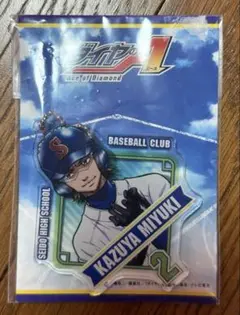 ダイヤのA
Ace of Diamond
S
BASEBALL CLUB
SEIDO HIGH SCHOOL
KAZUYA MIYUKI
2